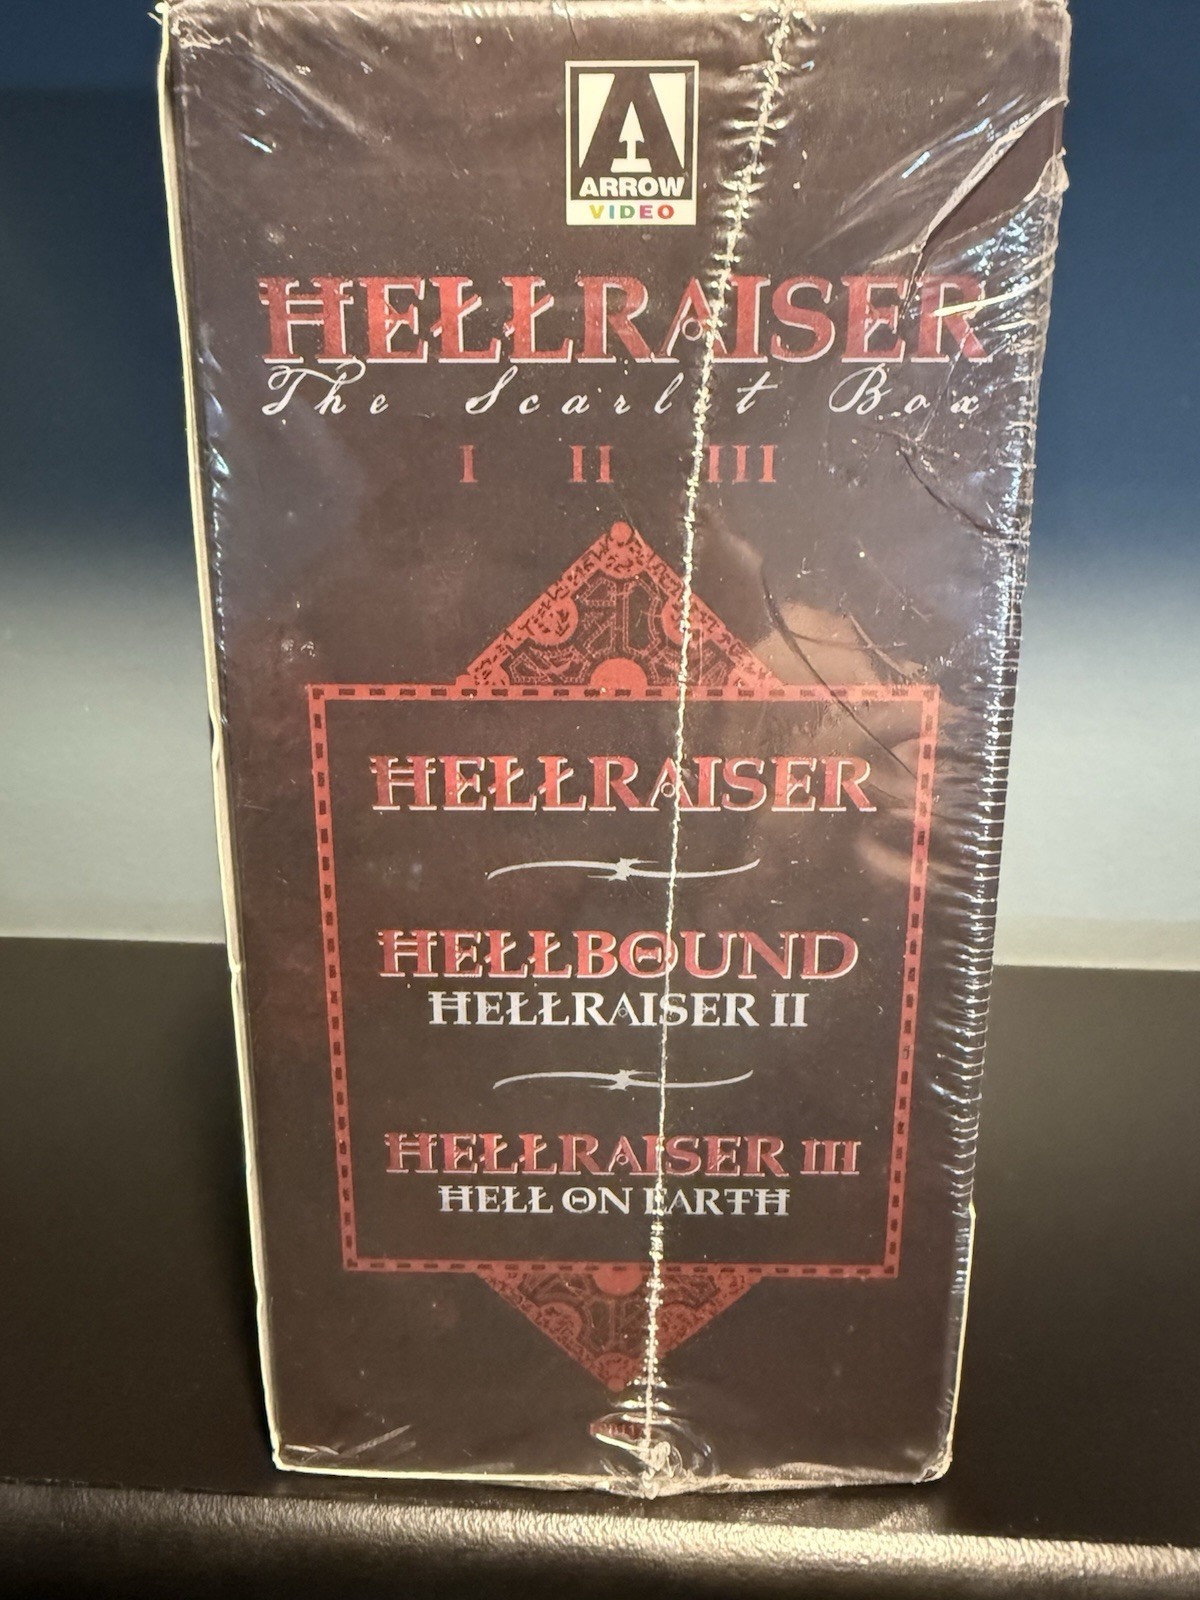 ARROW
VIDEO
HELLRAISER
The Scarlet Box
I II III
HELLRAISER
HELLBOUND
HELLRAISER II
HELLRAISER III
HELL ON EARTH